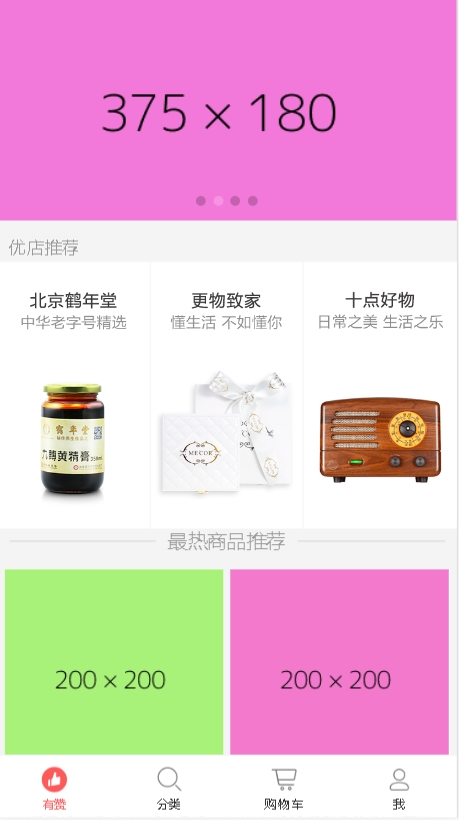 375 × 180
优店推荐
北京鹤年堂
中华老字号精选
更物致家
懂生活 不如懂你
十点好物
日常之美 生活之乐
鶴年堂
九蒸黄精膏
MECOR
最热商品推荐
200 × 200
200 × 200
有赞
分类
购物车
我